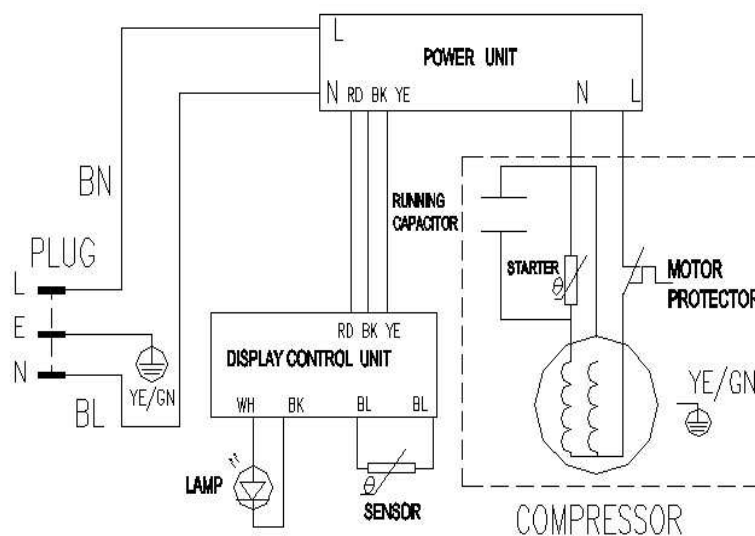 L
POWER UNIT
N RD BK YE N L
BN
RUNNING
CAPACITOR
PLUG
L
STARTER
θ
MOTOR
PROTECTOR
E
N
YE/GN
BL
RD BK YE
DISPLAY CONTROL UNIT
WH BK BL BL
YE/GN
LAMP
θ
SENSOR
COMPRESSOR